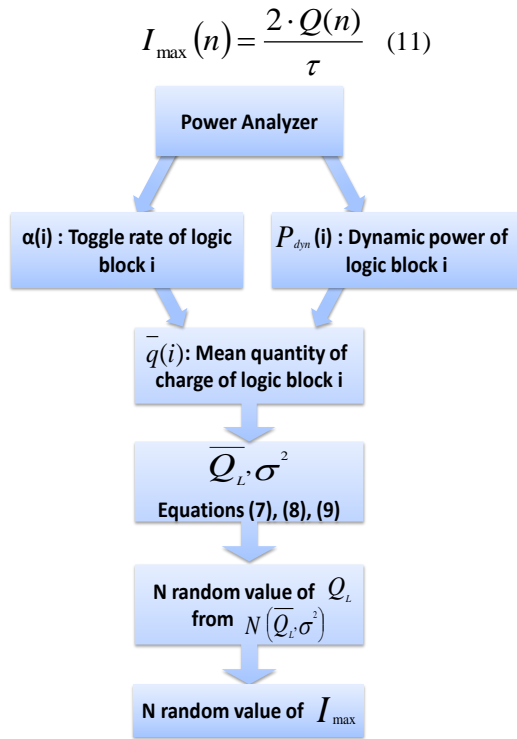 I_max(n) = 2·Q(n) / τ (11)
Power Analyzer
α(i) : Toggle rate of logic
block i
P_dyn(i) : Dynamic power of
logic block i
q̅(i): Mean quantity of
charge of logic block i
Q̅_L, σ²
Equations (7), (8), (9)
N random value of Q_L
from N(Q̅_L, σ²)
N random value of I_max